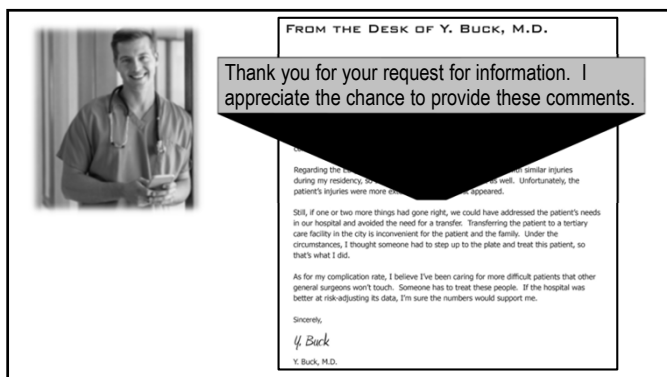 FROM THE DESK OF Y. BUCK, M.D.
Thank you for your request for information. I
appreciate the chance to provide these comments.
Regarding the with similar injuries
during my residency, as well. Unfortunately, the
patient's injuries were more appeared.
Still, if one or two more things had gone right, we could have addressed the patient's needs
in our hospital and avoided the need for a transfer. Transferring the patient to a tertiary
care facility in the city is inconvenient for the patient and the family. Under the
circumstances, I thought someone had to step up to the plate and treat this patient, so
that's what I did.
As for my complication rate, I believe I've been caring for more difficult patients that other
general surgeons won't touch. Someone has to treat these people. If the hospital was
better at risk-adjusting its data, I'm sure the numbers would support me.
Sincerely,
Y. Buck
Y. Buck, M.D.